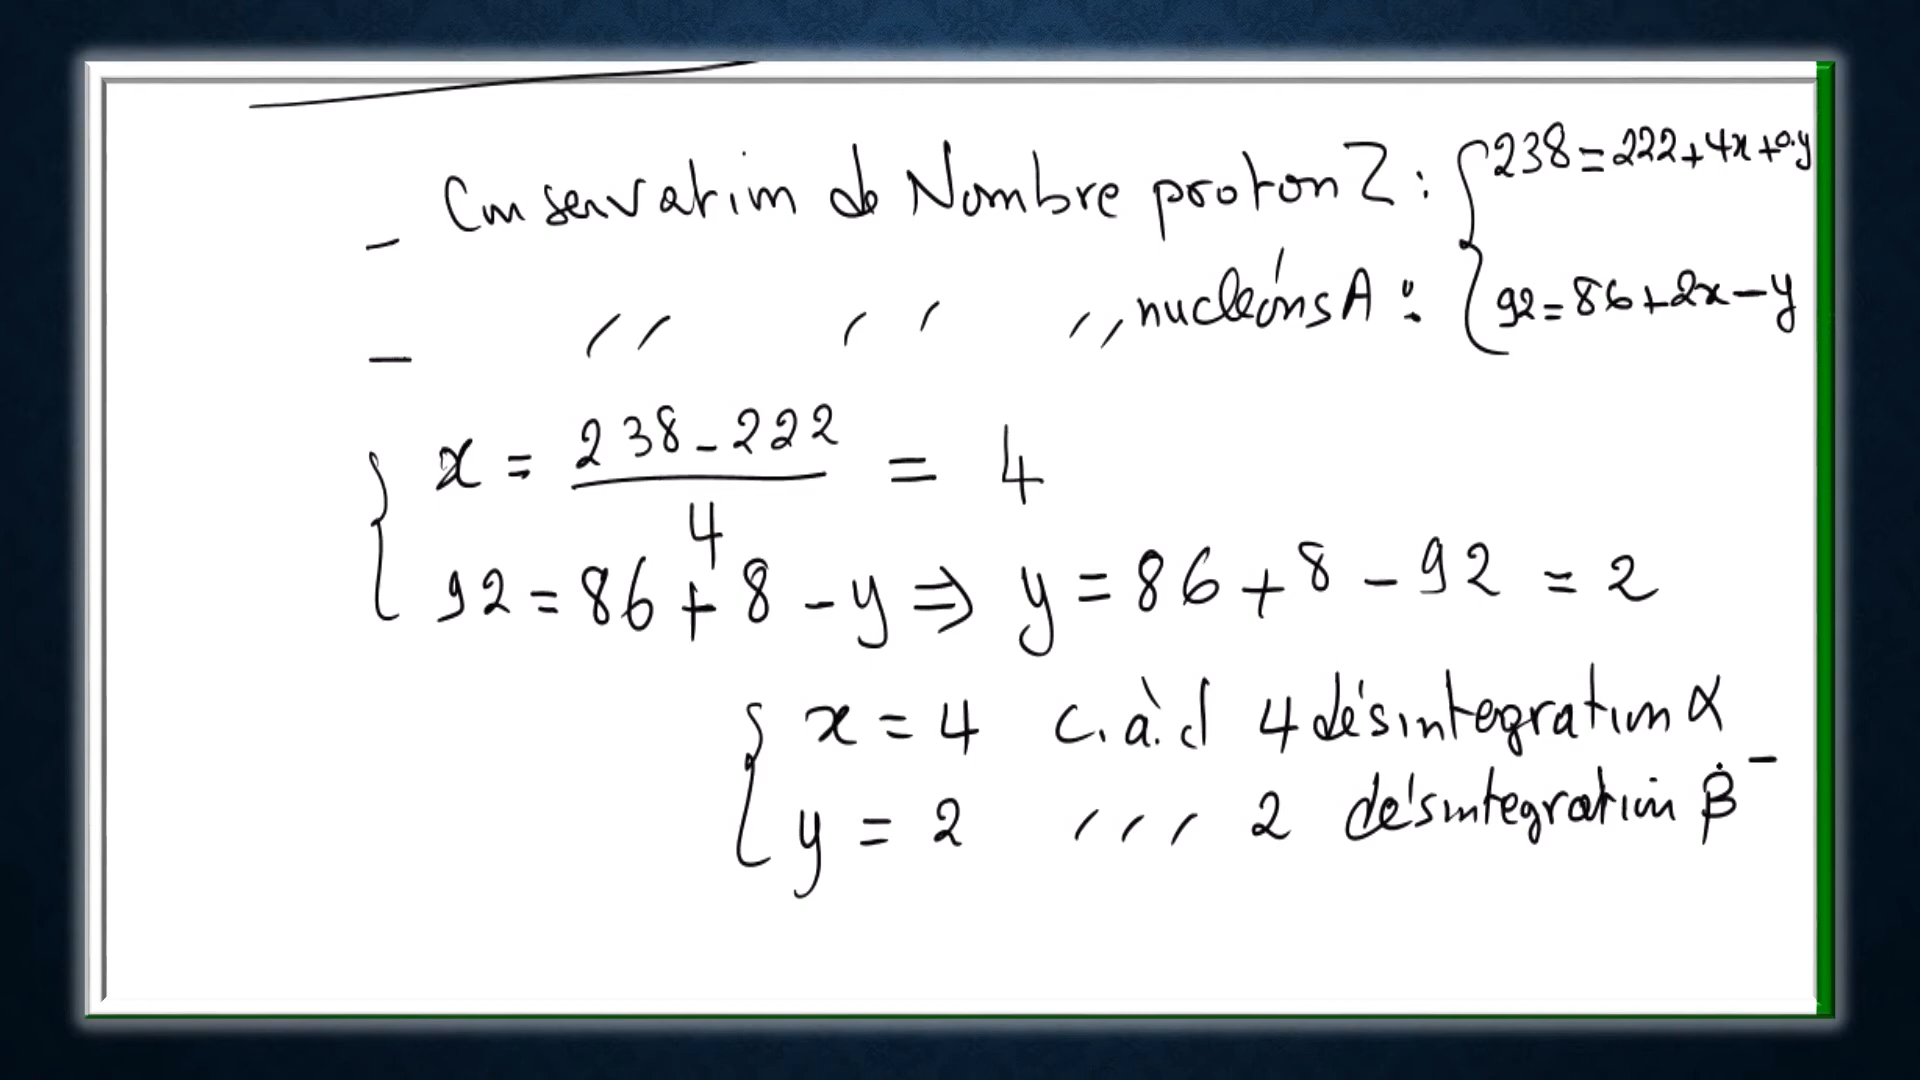 - Conservation de Nombre proton Z : { 238 = 222 + 4x + 0.y
- // // // nucléons A : { 92 = 86 + 2x - y
{ x = (238 - 222) / 4 = 4
92 = 86 + 8 - y ⇒ y = 86 + 8 - 92 = 2
{ x = 4 c.à.d 4 désintegration α
y = 2 /// 2 désintegration β⁻